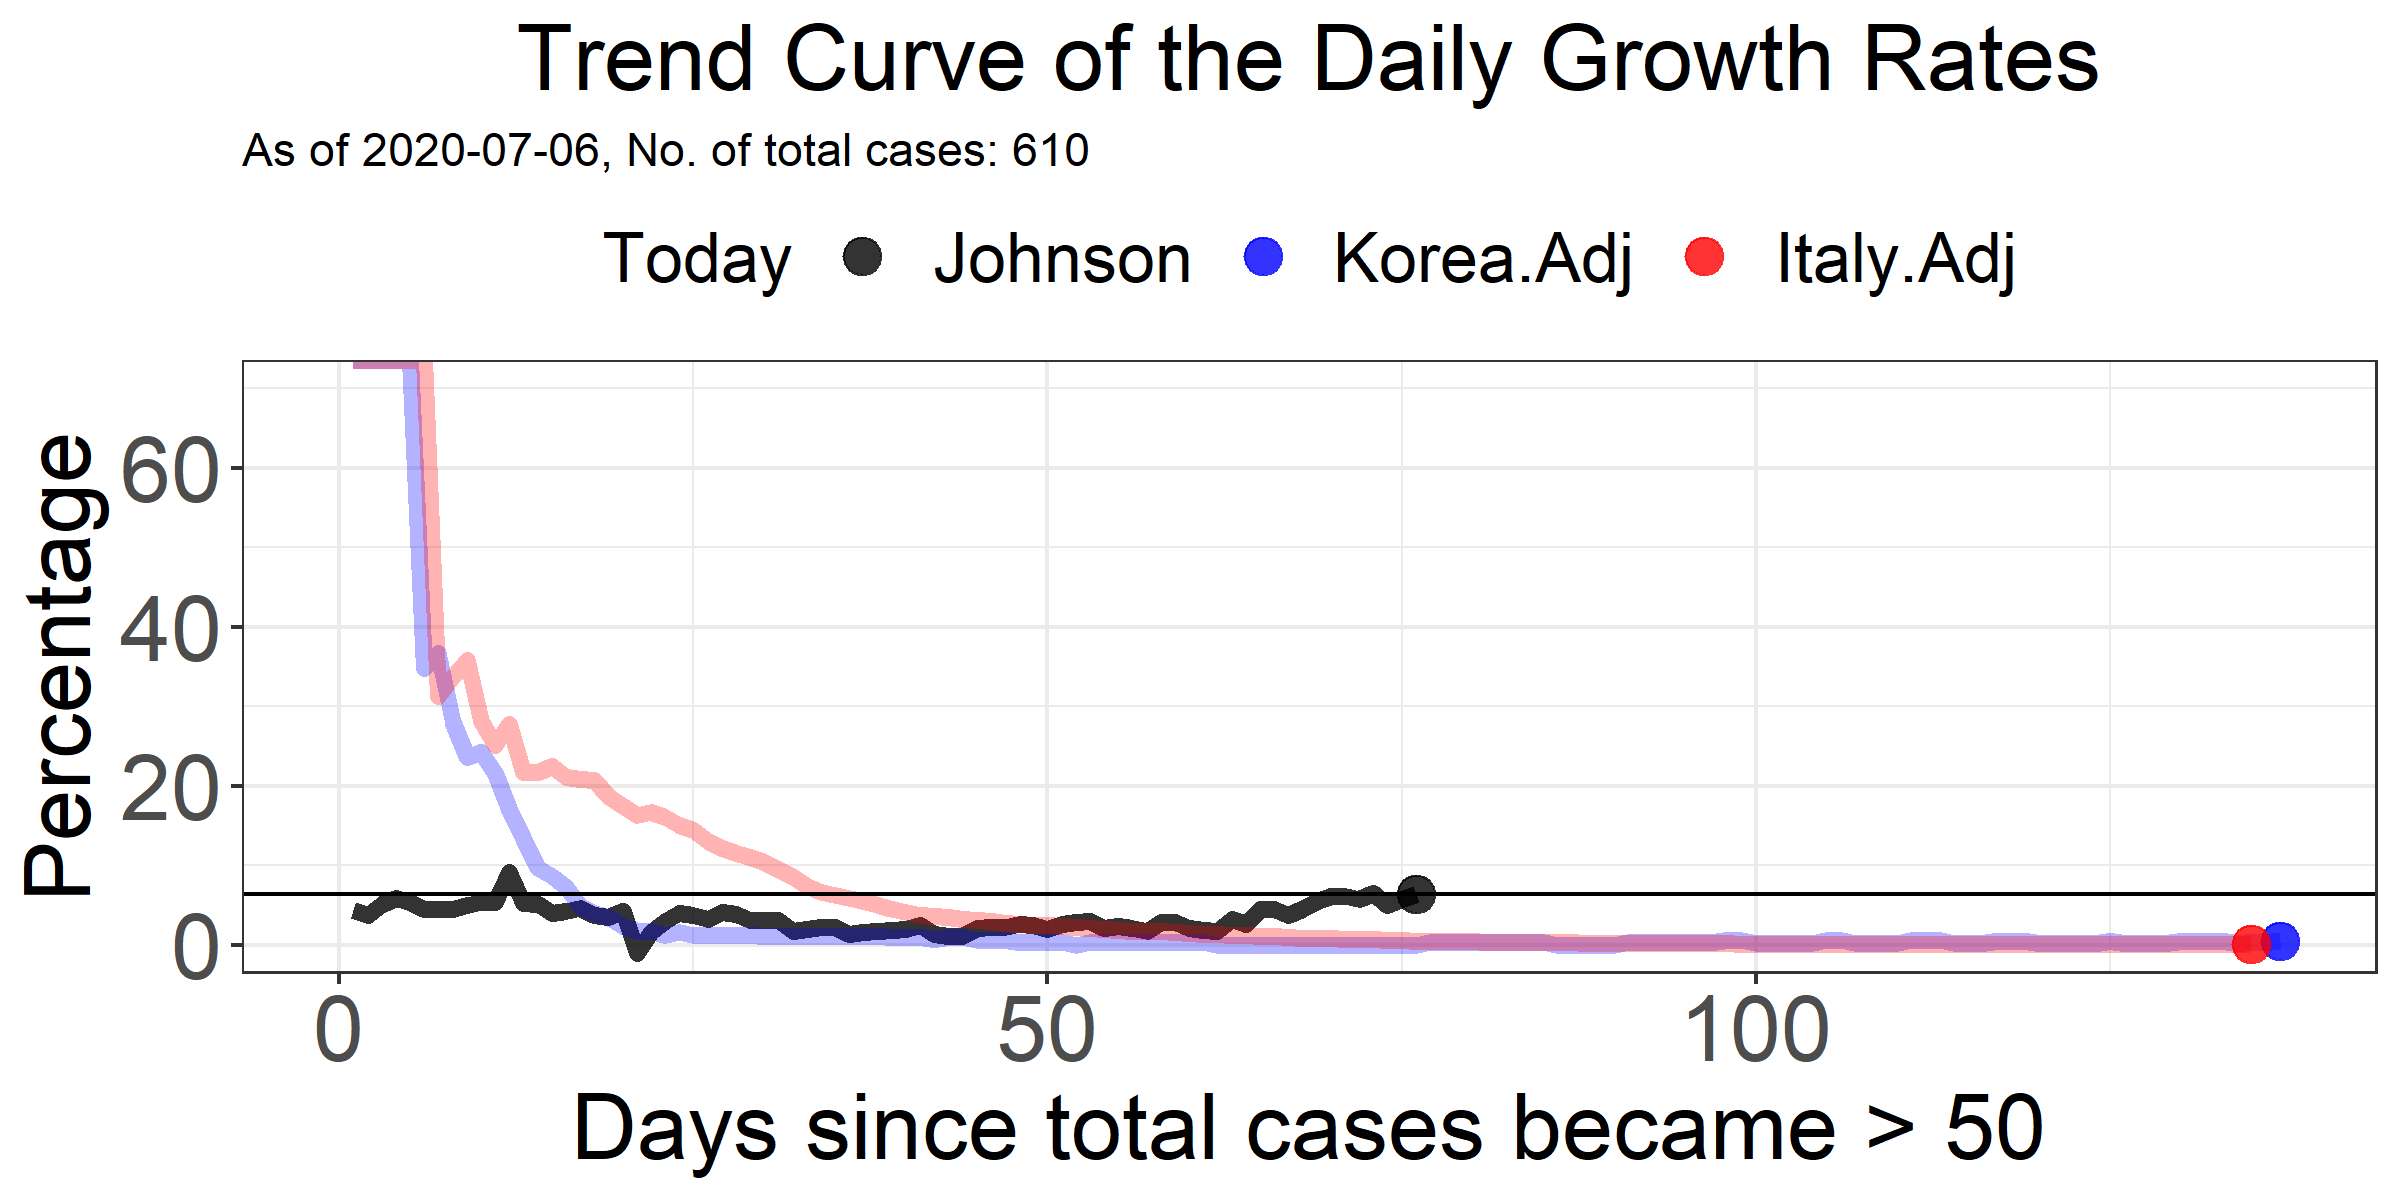 Trend Curve of the Daily Growth Rates
As of 2020-07-06, No. of total cases: 610
Today Johnson Korea.Adj Italy.Adj
Percentage
60
40
20
0
0 50 100
Days since total cases became > 50